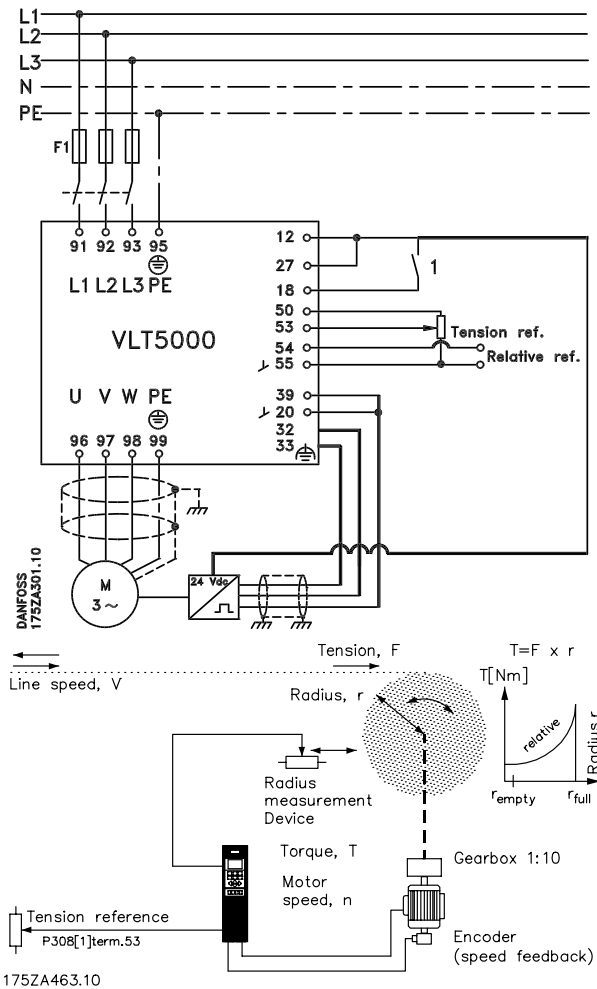 L1
L2
L3
N
PE
F1
91 92 93 95
L1 L2 L3 PE
VLT5000
U V W PE
96 97 98 99
12
27
18
50
53
54
55
39
20
32
33
1
Tension ref.
Relative ref.
M
3 ~
24 Vdc
DANFOSS
175ZA301.10
Line speed, V
Tension, F
T=F x r
T[Nm]
Radius, r
relative
Radius r
r empty
r full
Radius
measurement
Device
Torque, T
Motor
speed, n
Gearbox 1:10
Encoder
(speed feedback)
Tension reference
P308[1]term.53
175ZA463.10